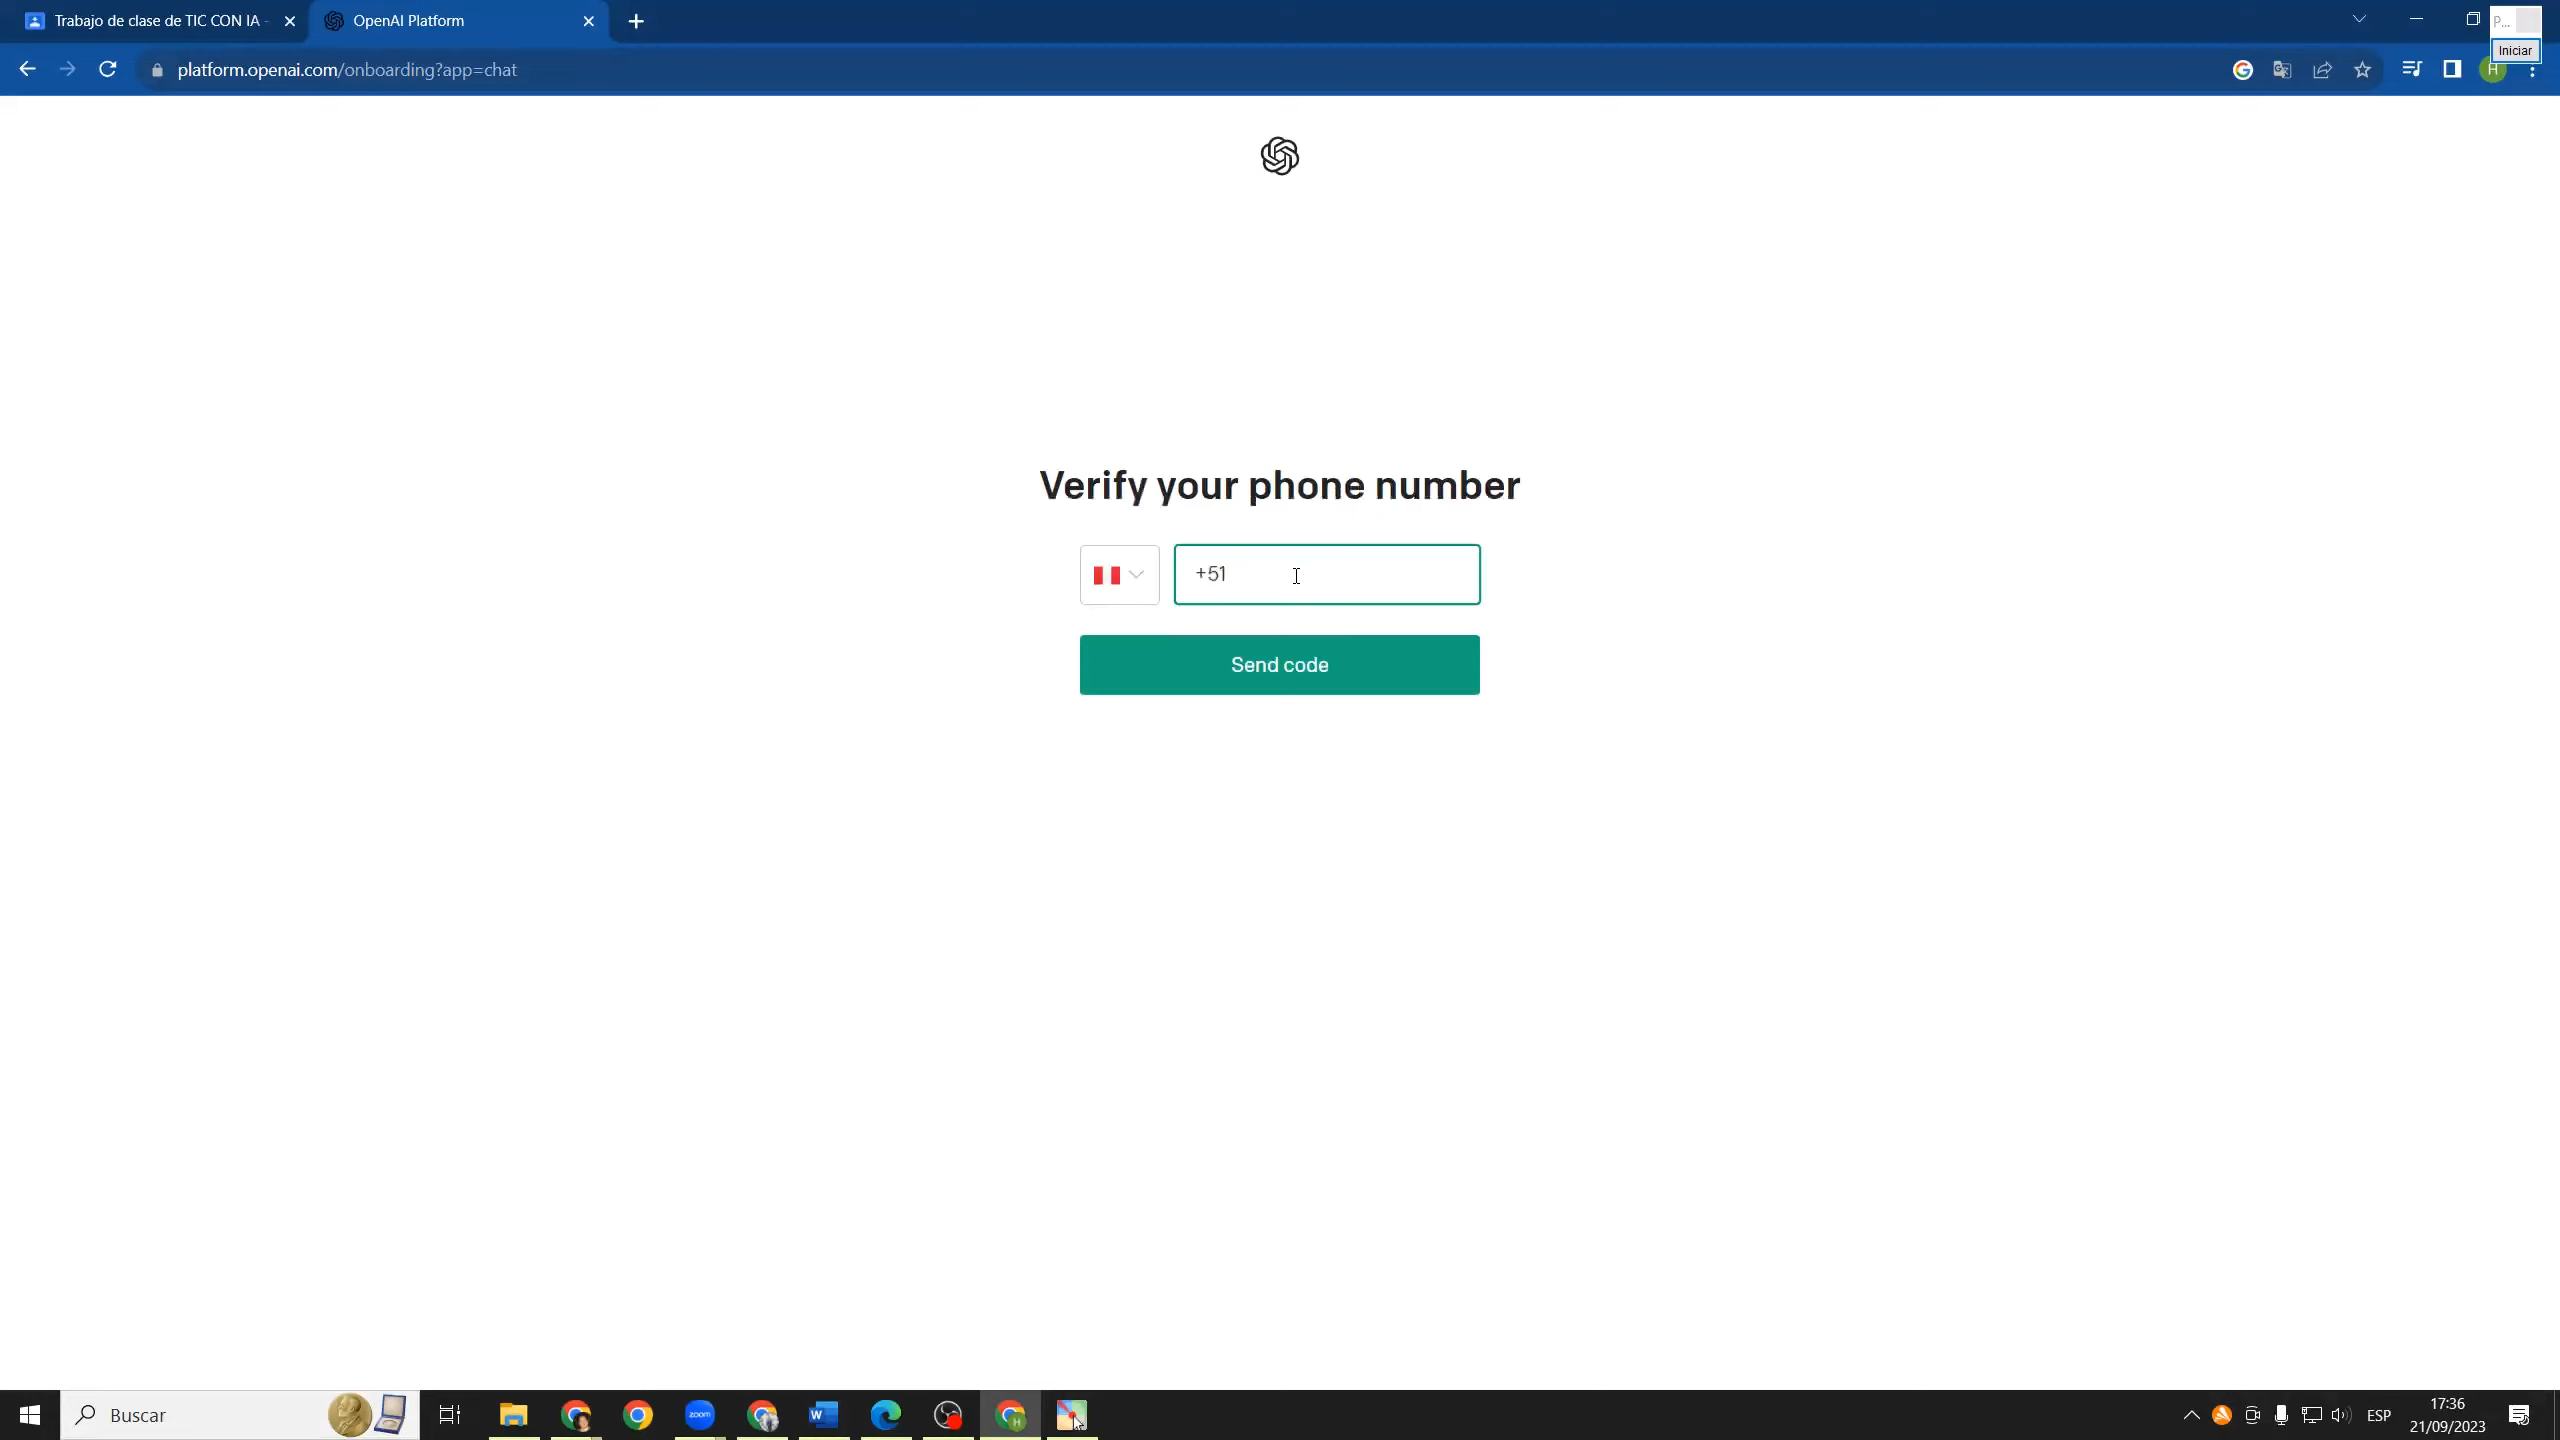 Trabajo de clase de TIC CON IA -
OpenAI Platform
P...
Iniciar
platform.openai.com/onboarding?app=chat
H
Verify your phone number
+51
Send code
Buscar
zoom
W
H
ESP
17:36
21/09/2023